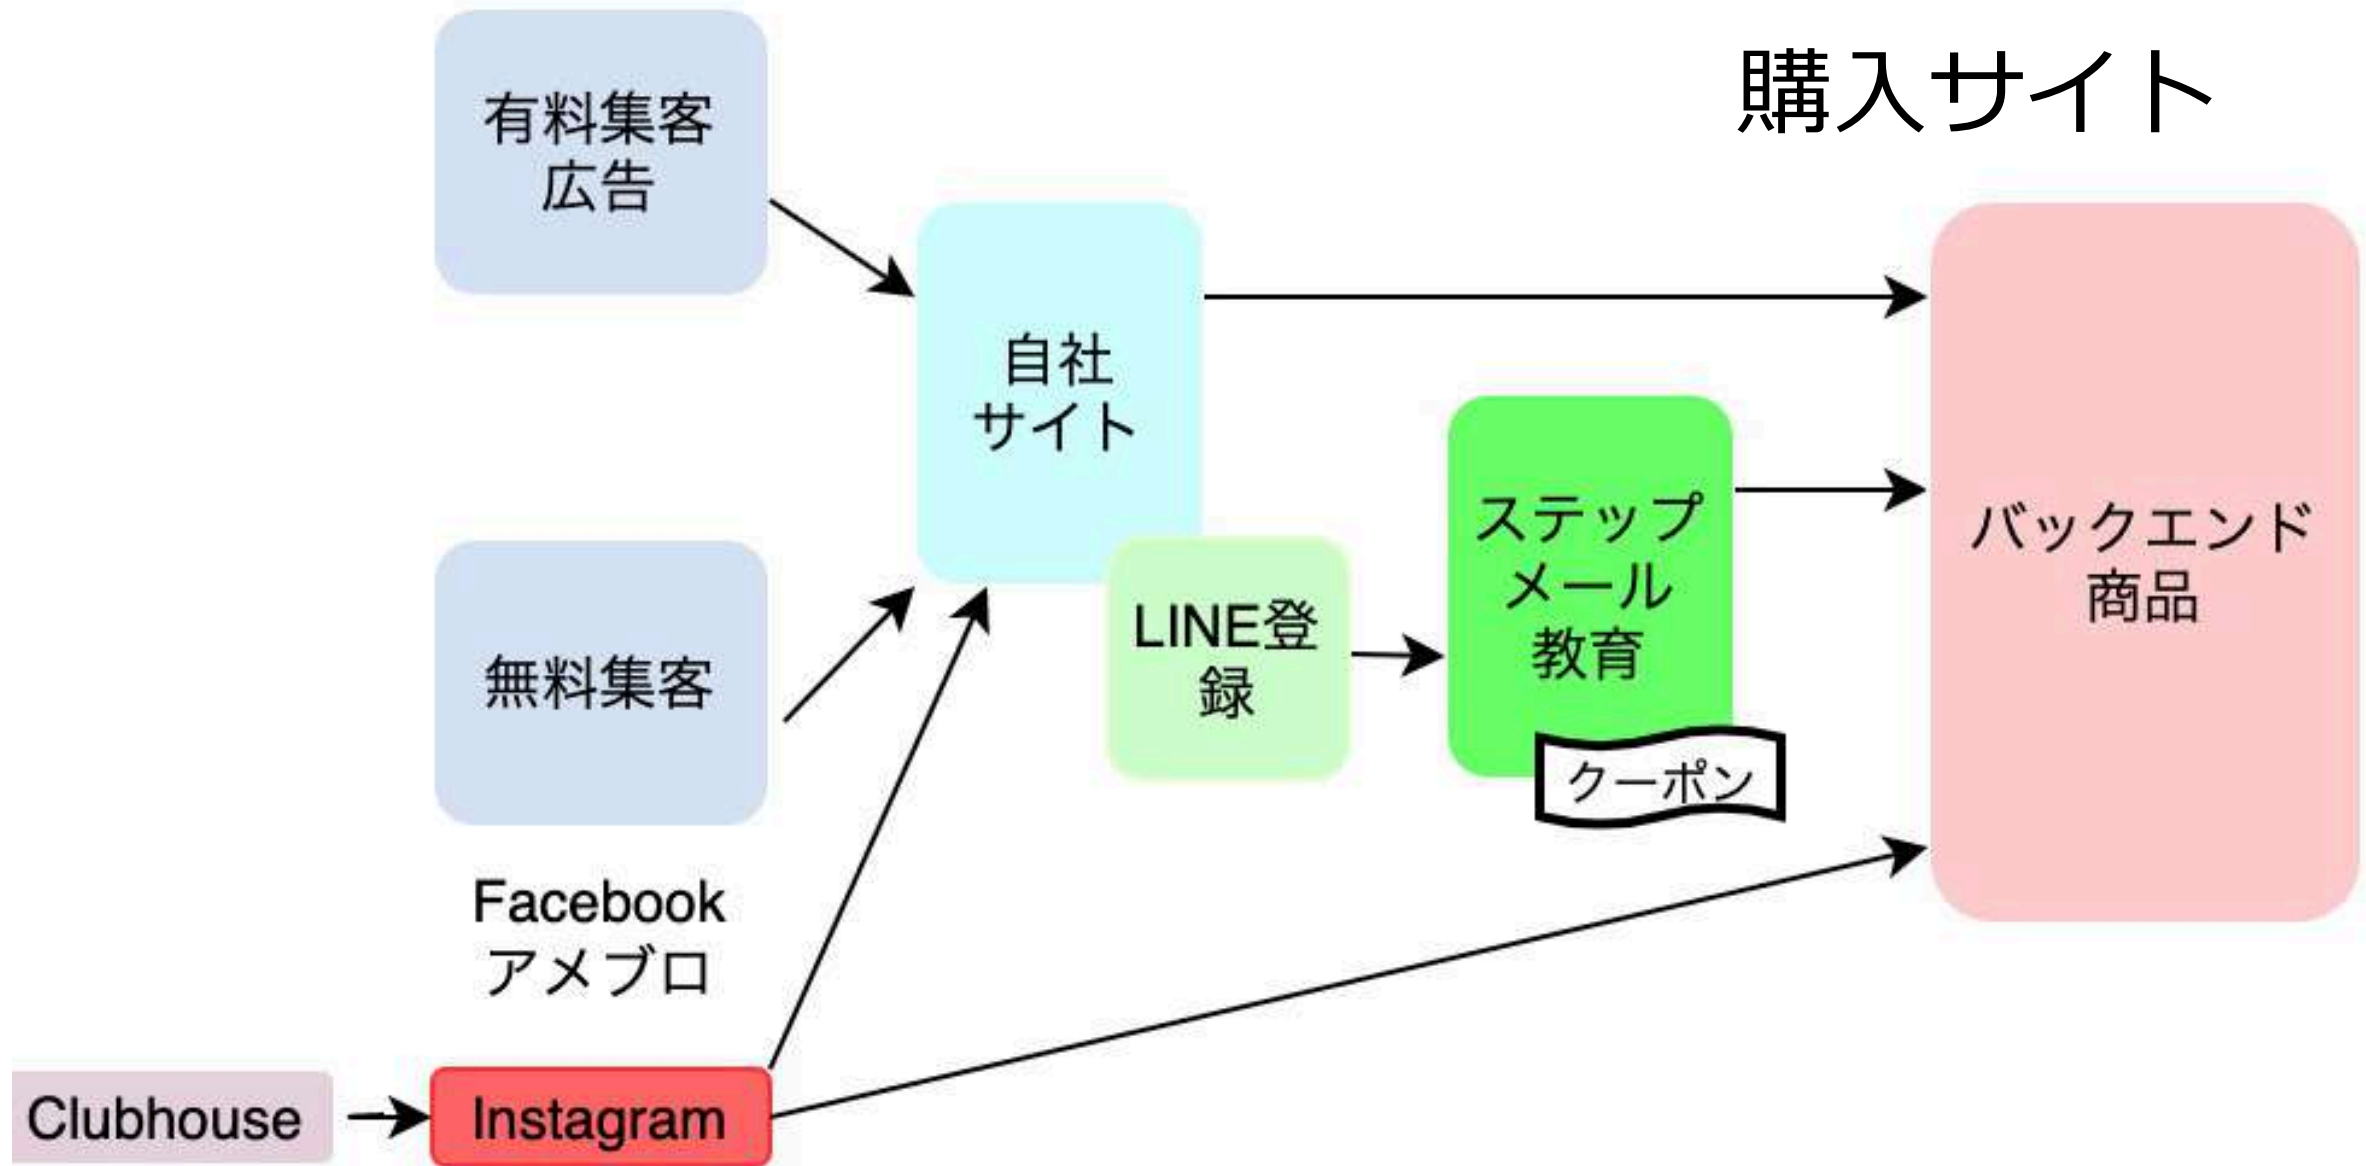 購入サイト
有料集客
広告
自社
サイト
ステップ
メール
教育
バックエンド
商品
LINE登
録
無料集客
クーポン
Facebook
アメブロ
Clubhouse
Instagram